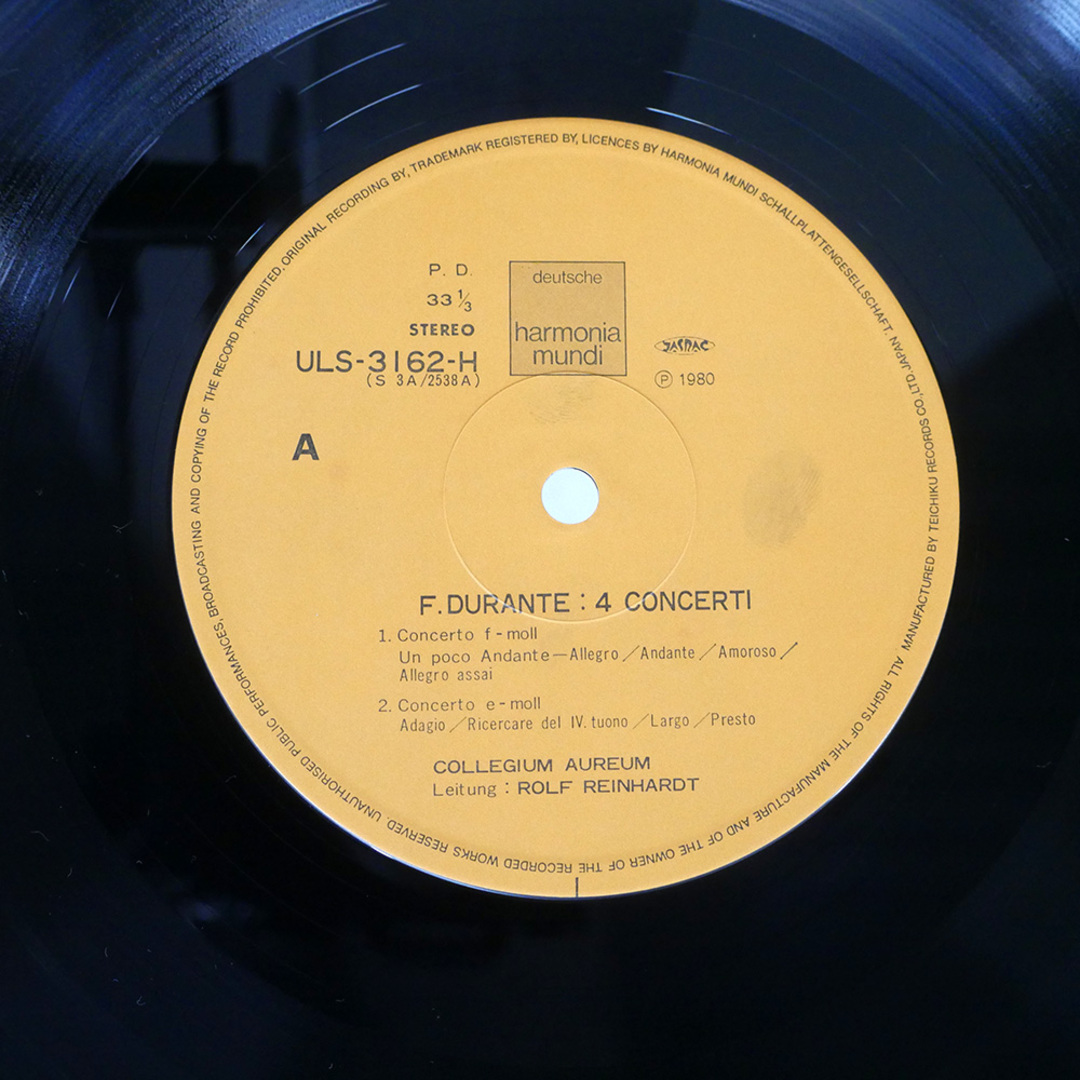 ORIGINAL RECORDING BY, TRADEMARK REGISTERED BY, LICENCES BY HARMONIA MUNDI SCHALLPLATTENGESELLSCHAFT. MANUFACTURED BY TEICHIKU RECORDS CO., LTD. JAPAN. ALL RIGHTS OF THE MANUFACTURE AND OF THE OWNER OF THE RECORDED WORKS RESERVED. UNAUTHORISED PUBLIC PERFORMANCES, BROADCASTING AND COPYING OF THE RECORD PROHIBITED.
P. D.
33 1/3
STEREO
ULS-3162-H
(S 3A/2538A)
deutsche
harmonia
mundi
JASRAC
Ⓟ 1980
A
F.DURANTE : 4 CONCERTI
1. Concerto f-moll
Un poco Andante—Allegro／Andante／Amoroso／
Allegro assai
2. Concerto e-moll
Adagio／Ricercare del IV. tuono／Largo／Presto
COLLEGIUM AUREUM
Leitung : ROLF REINHARDT